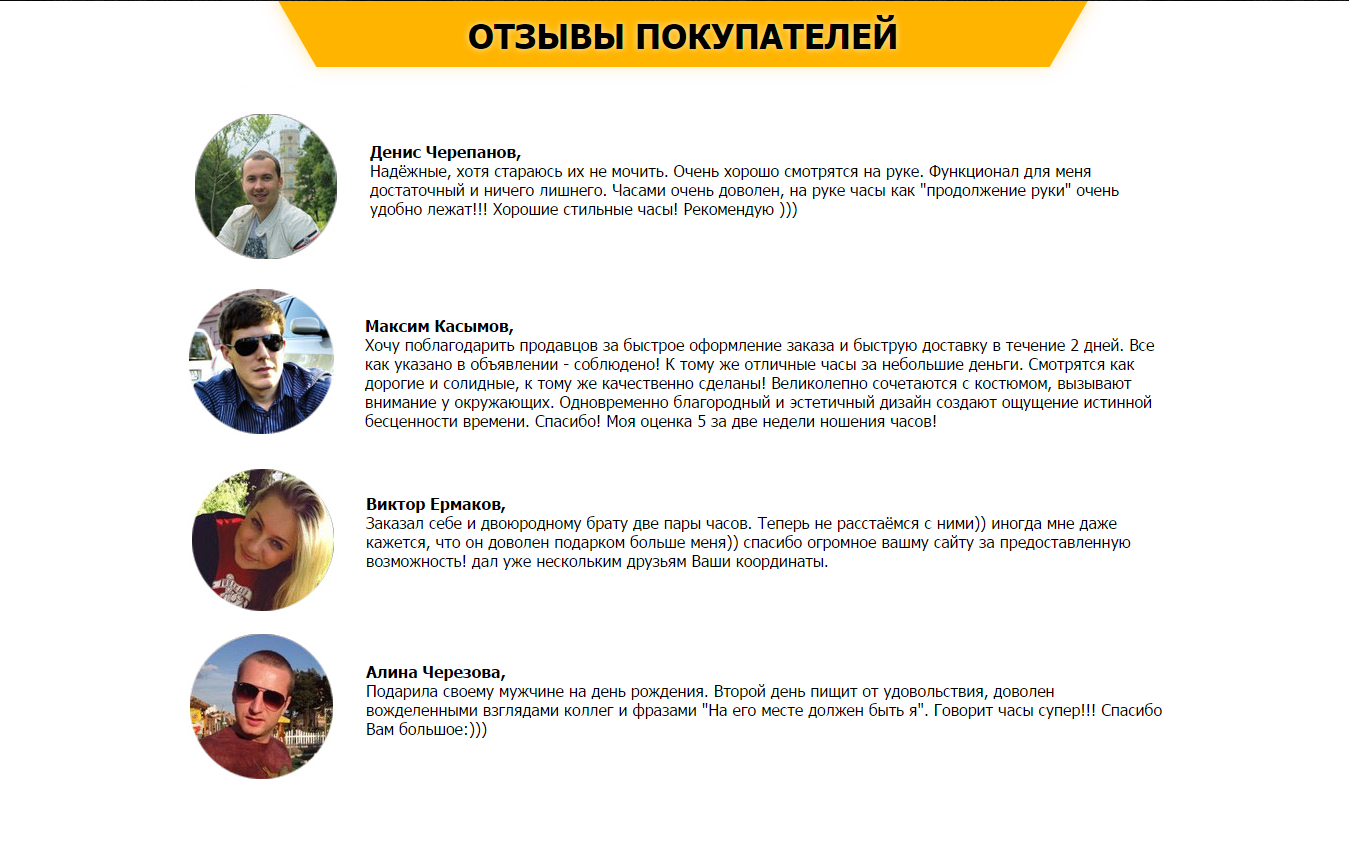 ОТЗЫВЫ ПОКУПАТЕЛЕЙ
Денис Черепанов,
Надёжные, хотя стараюсь их не мочить. Очень хорошо смотрятся на руке. Функционал для меня
достаточный и ничего лишнего. Часами очень доволен, на руке часы как "продолжение руки" очень
удобно лежат!!! Хорошие стильные часы! Рекомендую )))
Максим Касымов,
Хочу поблагодарить продавцов за быстрое оформление заказа и быструю доставку в течение 2 дней. Все
как указано в объявлении - соблюдено! К тому же отличные часы за небольшие деньги. Смотрятся как
дорогие и солидные, к тому же качественно сделаны! Великолепно сочетаются с костюмом, вызывают
внимание у окружающих. Одновременно благородный и эстетичный дизайн создают ощущение истинной
бесценности времени. Спасибо! Моя оценка 5 за две недели ношения часов!
Виктор Ермаков,
Заказал себе и двоюродному брату две пары часов. Теперь не расстаёмся с ними)) иногда мне даже
кажется, что он доволен подарком больше меня)) спасибо огромное вашму сайту за предоставленную
возможность! дал уже нескольким друзьям Ваши координаты.
Алина Черезова,
Подарила своему мужчине на день рождения. Второй день пищит от удовольствия, доволен
вожделенными взглядами коллег и фразами "На его месте должен быть я". Говорит часы супер!!! Спасибо
Вам большое:)))